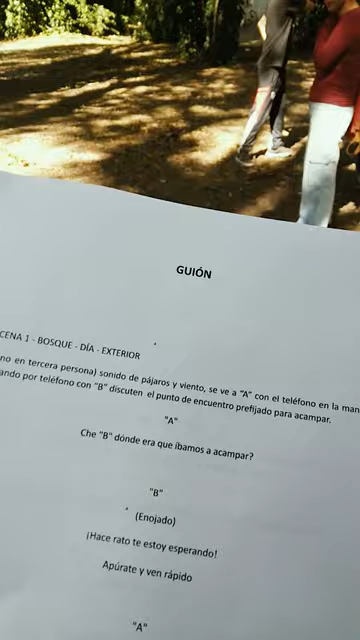 GUIÓN
CENA 1 - BOSQUE - DÍA - EXTERIOR
no en tercera persona) sonido de pájaros y viento, se ve a "A" con el teléfono en la man
ando por teléfono con "B" discuten el punto de encuentro prefijado para acampar.
"A"
Che "B" dónde era que íbamos a acampar?
"B"
(Enojado)
¡Hace rato te estoy esperando!
Apúrate y ven rápido
"A"